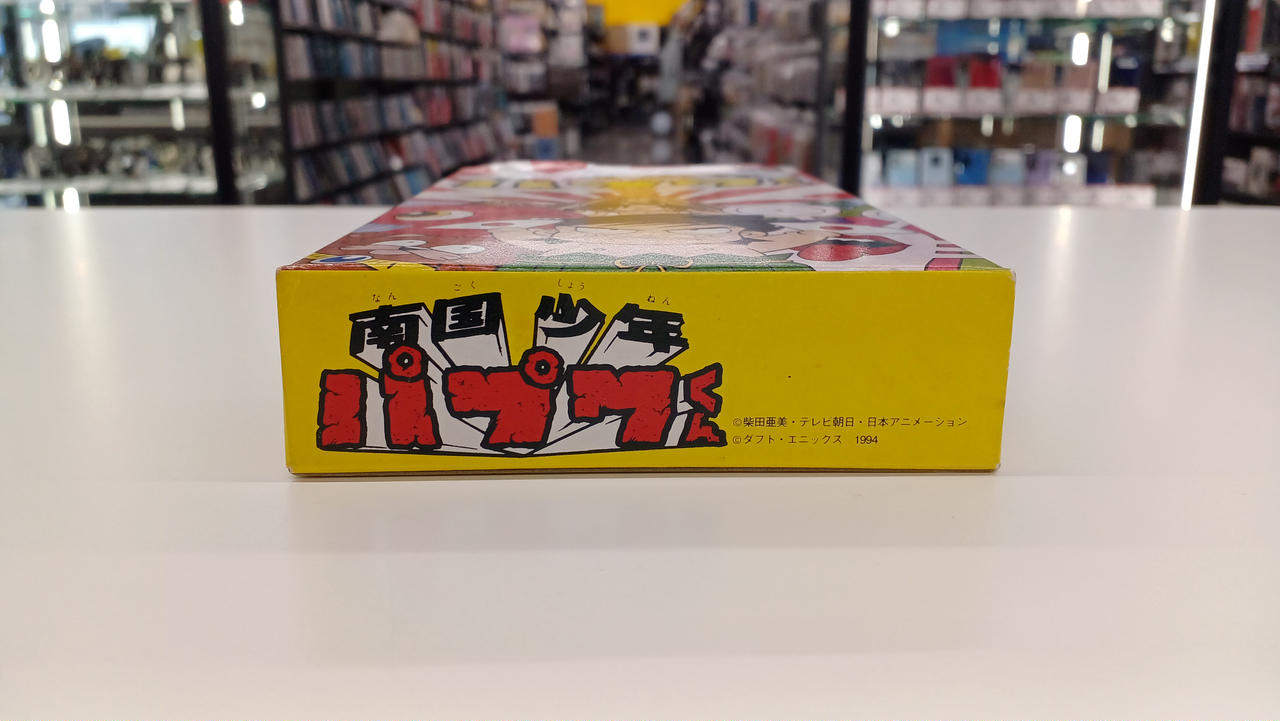 なん ごく しょう ねん
南国少年
パプワくん
©柴田亜美・テレビ朝日・日本アニメーション
©ダフト・エニックス 1994